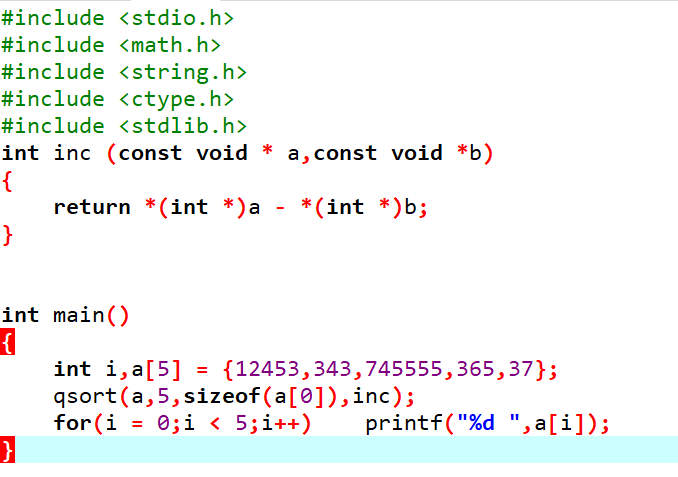 #include <stdio.h>
#include <math.h>
#include <string.h>
#include <ctype.h>
#include <stdlib.h>
int inc (const void * a,const void *b)
{
    return *(int *)a - *(int *)b;
}
int main()
{
    int i,a[5] = {12453,343,745555,365,37};
    qsort(a,5,sizeof(a[0]),inc);
    for(i = 0;i < 5;i++)    printf("%d ",a[i]);
}